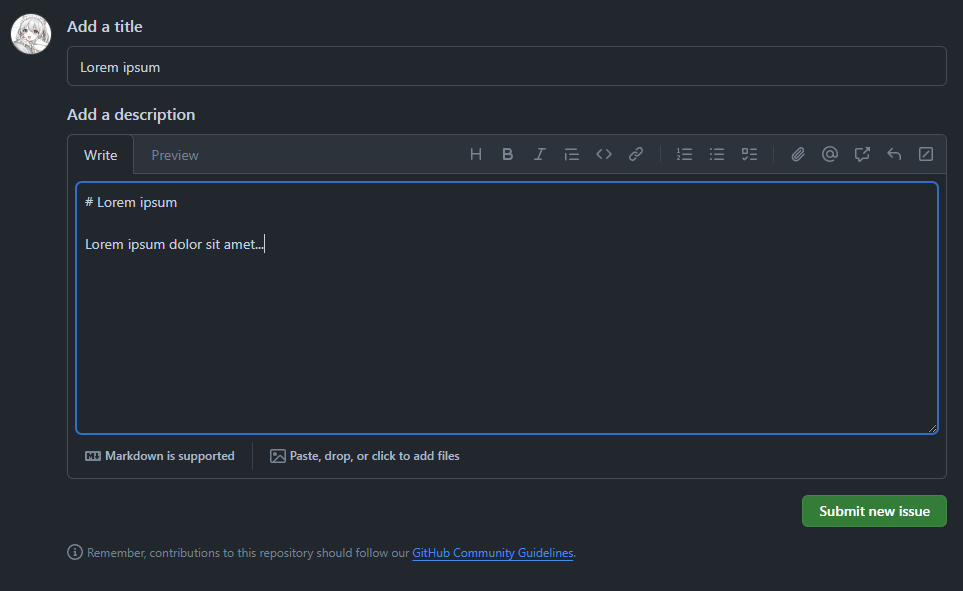 Add a title
Lorem ipsum
Add a description
Write Preview
# Lorem ipsum
Lorem ipsum dolor sit amet...
Markdown is supported Paste, drop, or click to add files
Submit new issue
Remember, contributions to this repository should follow our GitHub Community Guidelines.